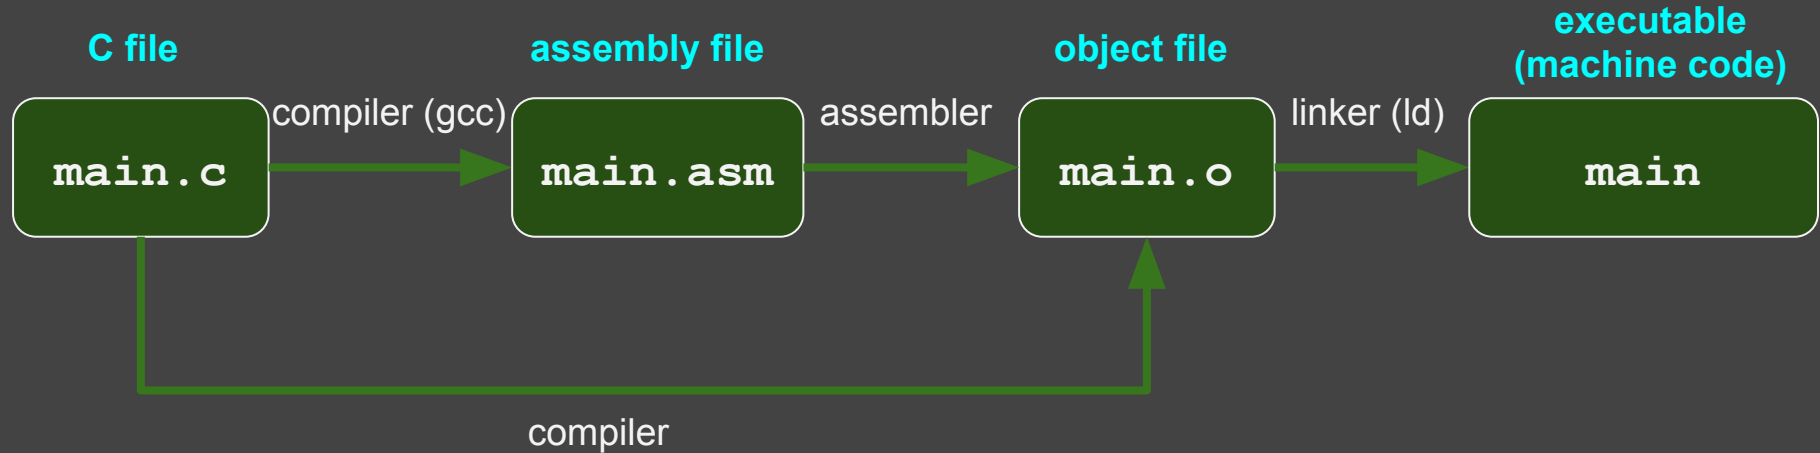 C file
assembly file
object file
executable
(machine code)
main.c
compiler (gcc)
main.asm
assembler
main.o
linker (ld)
main
compiler